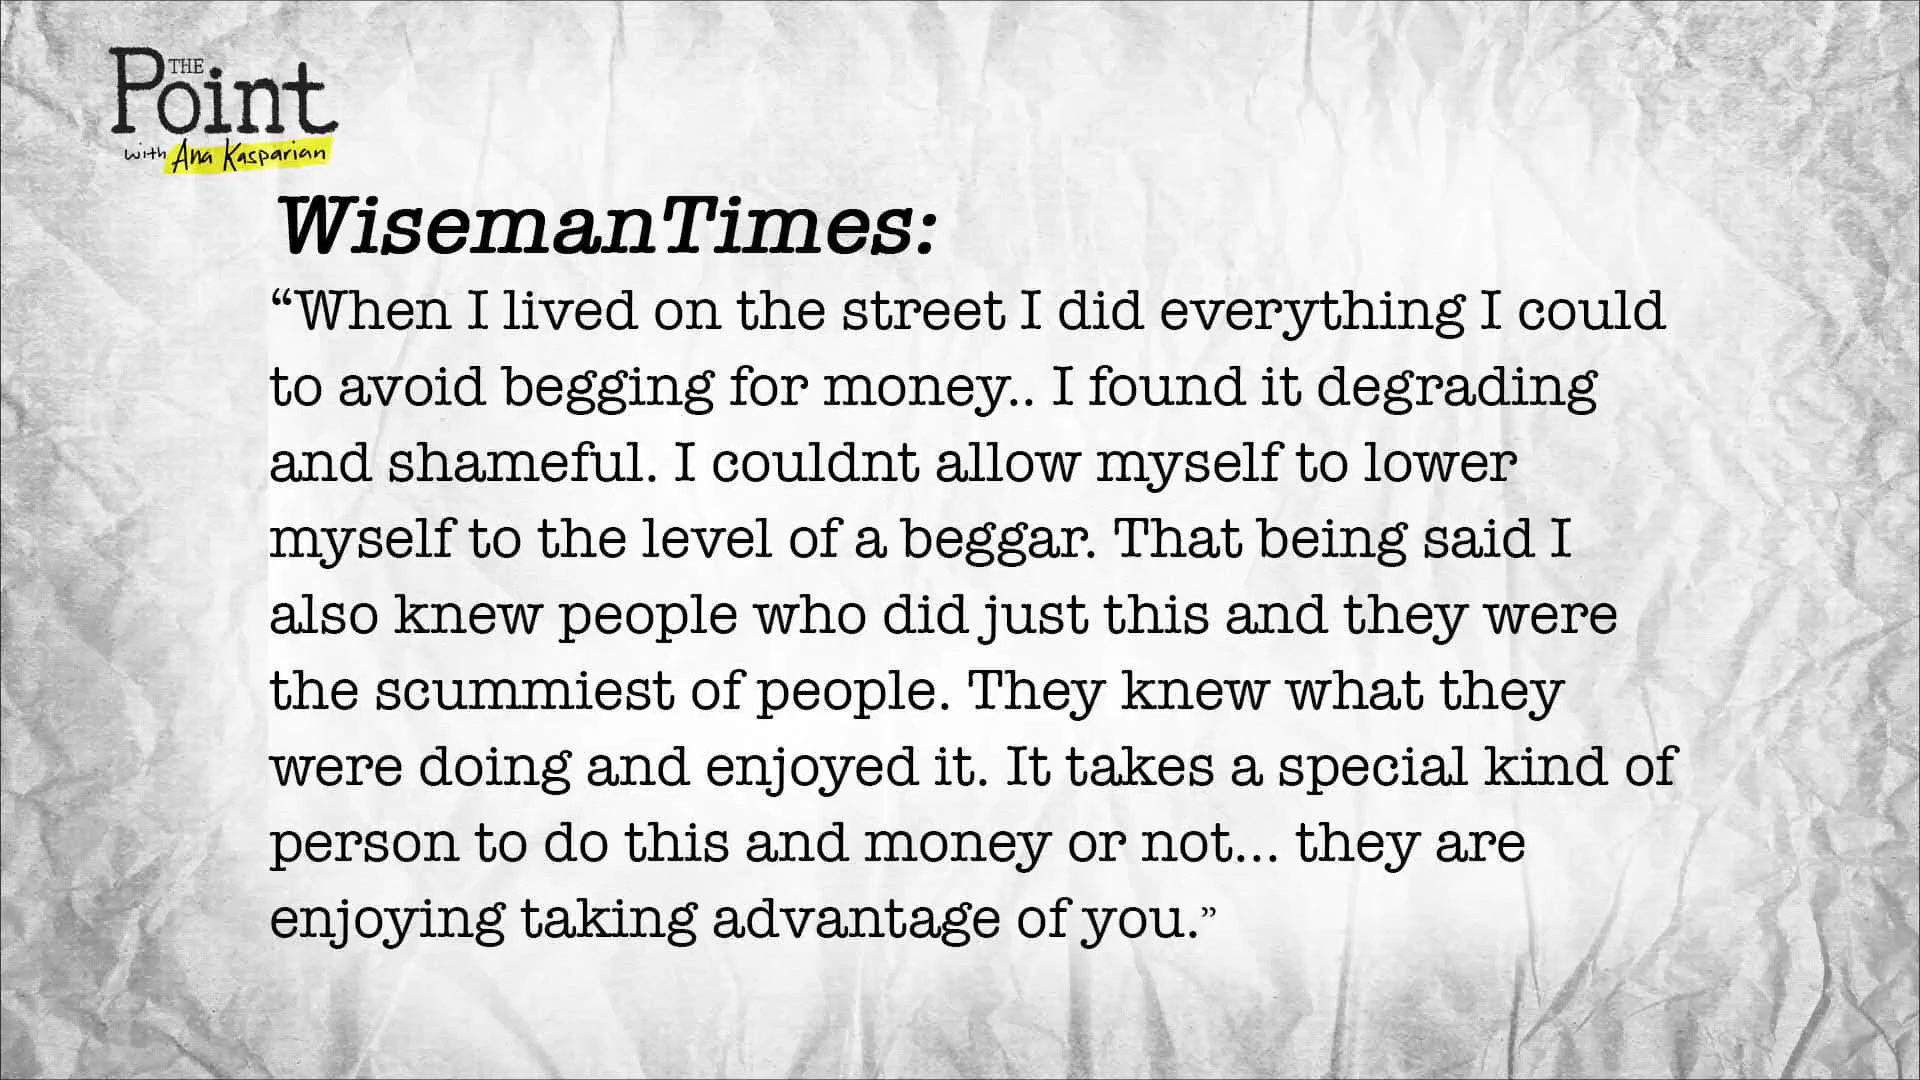 THE
Point
with Ana Kasparian
WisemanTimes:
“When I lived on the street I did everything I could
to avoid begging for money.. I found it degrading
and shameful. I couldnt allow myself to lower
myself to the level of a beggar. That being said I
also knew people who did just this and they were
the scummiest of people. They knew what they
were doing and enjoyed it. It takes a special kind of
person to do this and money or not... they are
enjoying taking advantage of you.”